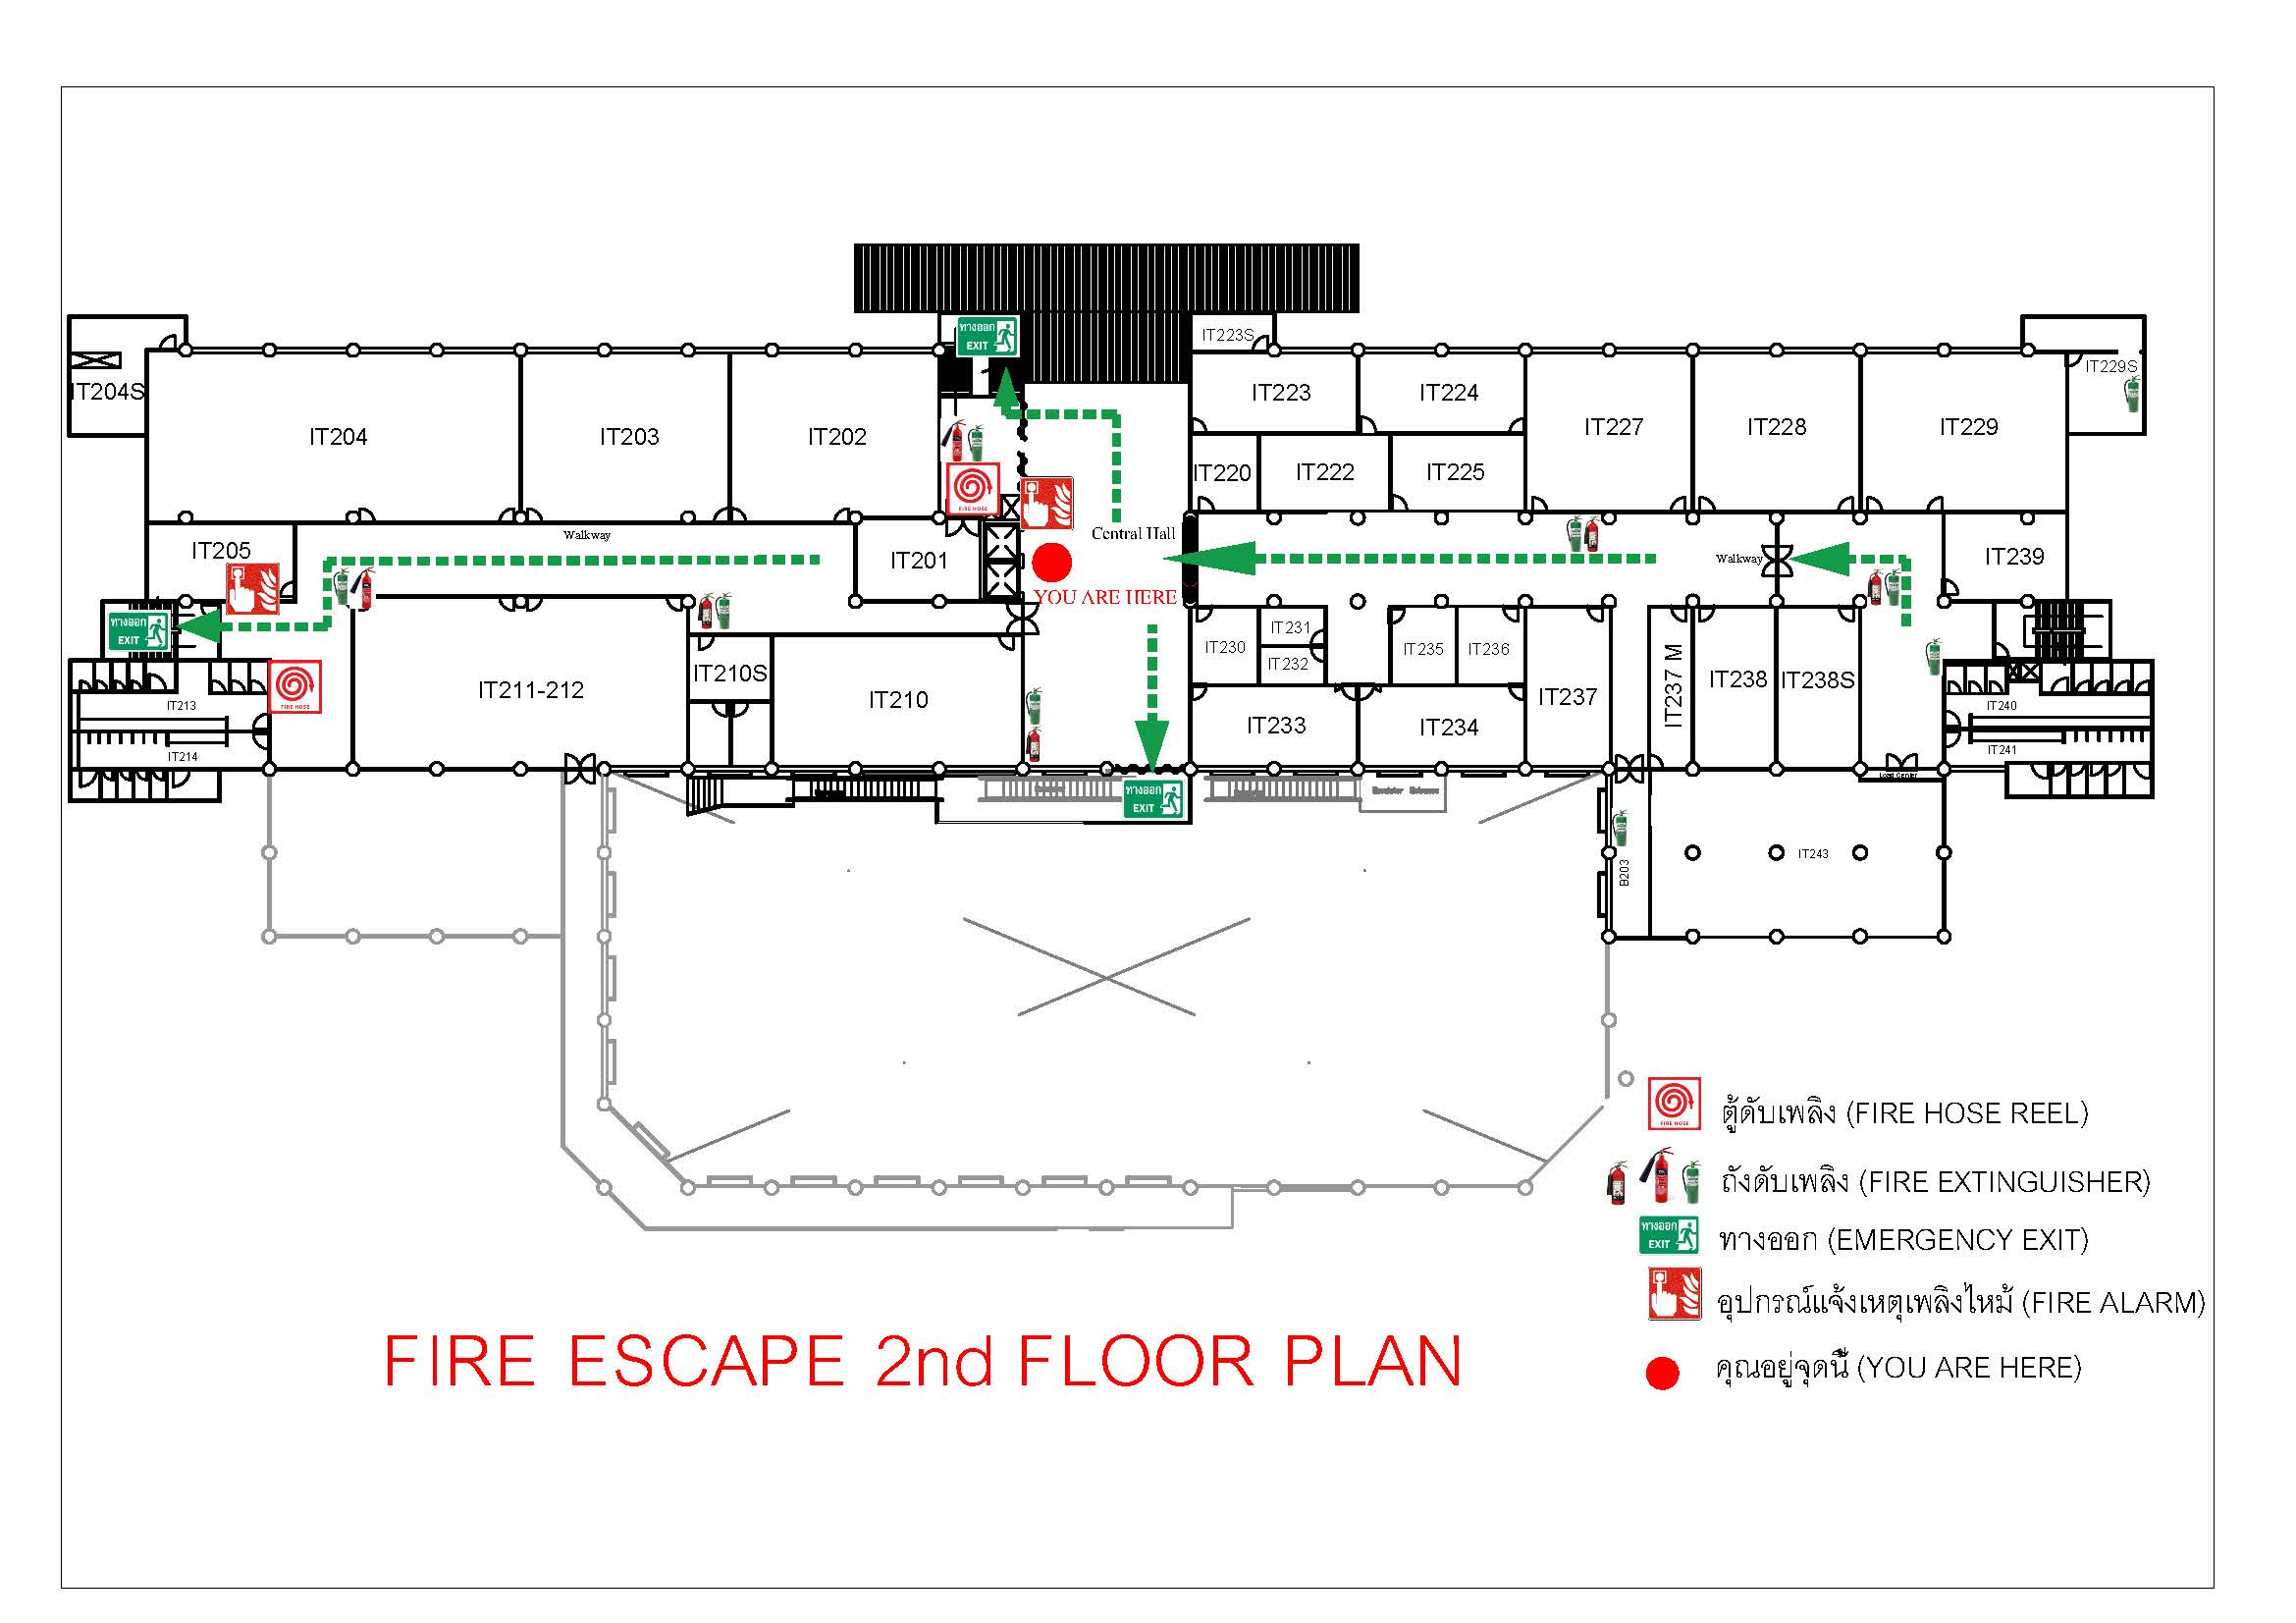 ทางออก
EXIT
IT223S
IT204S
IT204
IT203
IT202
IT223
IT224
IT227
IT228
IT229
IT229S
IT220
IT222
IT225
FIRE HOSE
IT205
Walkway
IT201
Central Hall
YOU ARE HERE
Walkway
IT239
ทางออก
EXIT
IT230
IT231
IT232
IT235
IT236
IT237
IT237 M
IT238
IT238S
IT213
IT214
FIRE HOSE
IT211-212
IT210S
IT210
IT233
IT234
IT240
IT241
Load Center
ทางออก
EXIT
B203
IT243
FIRE HOSE
ตู้ดับเพลิง (FIRE HOSE REEL)
ถังดับเพลิง (FIRE EXTINGUISHER)
ทางออก
EXIT
ทางออก (EMERGENCY EXIT)
อุปกรณ์แจ้งเหตุเพลิงไหม้ (FIRE ALARM)
คุณอยู่จุดนี้ (YOU ARE HERE)
FIRE ESCAPE 2nd FLOOR PLAN